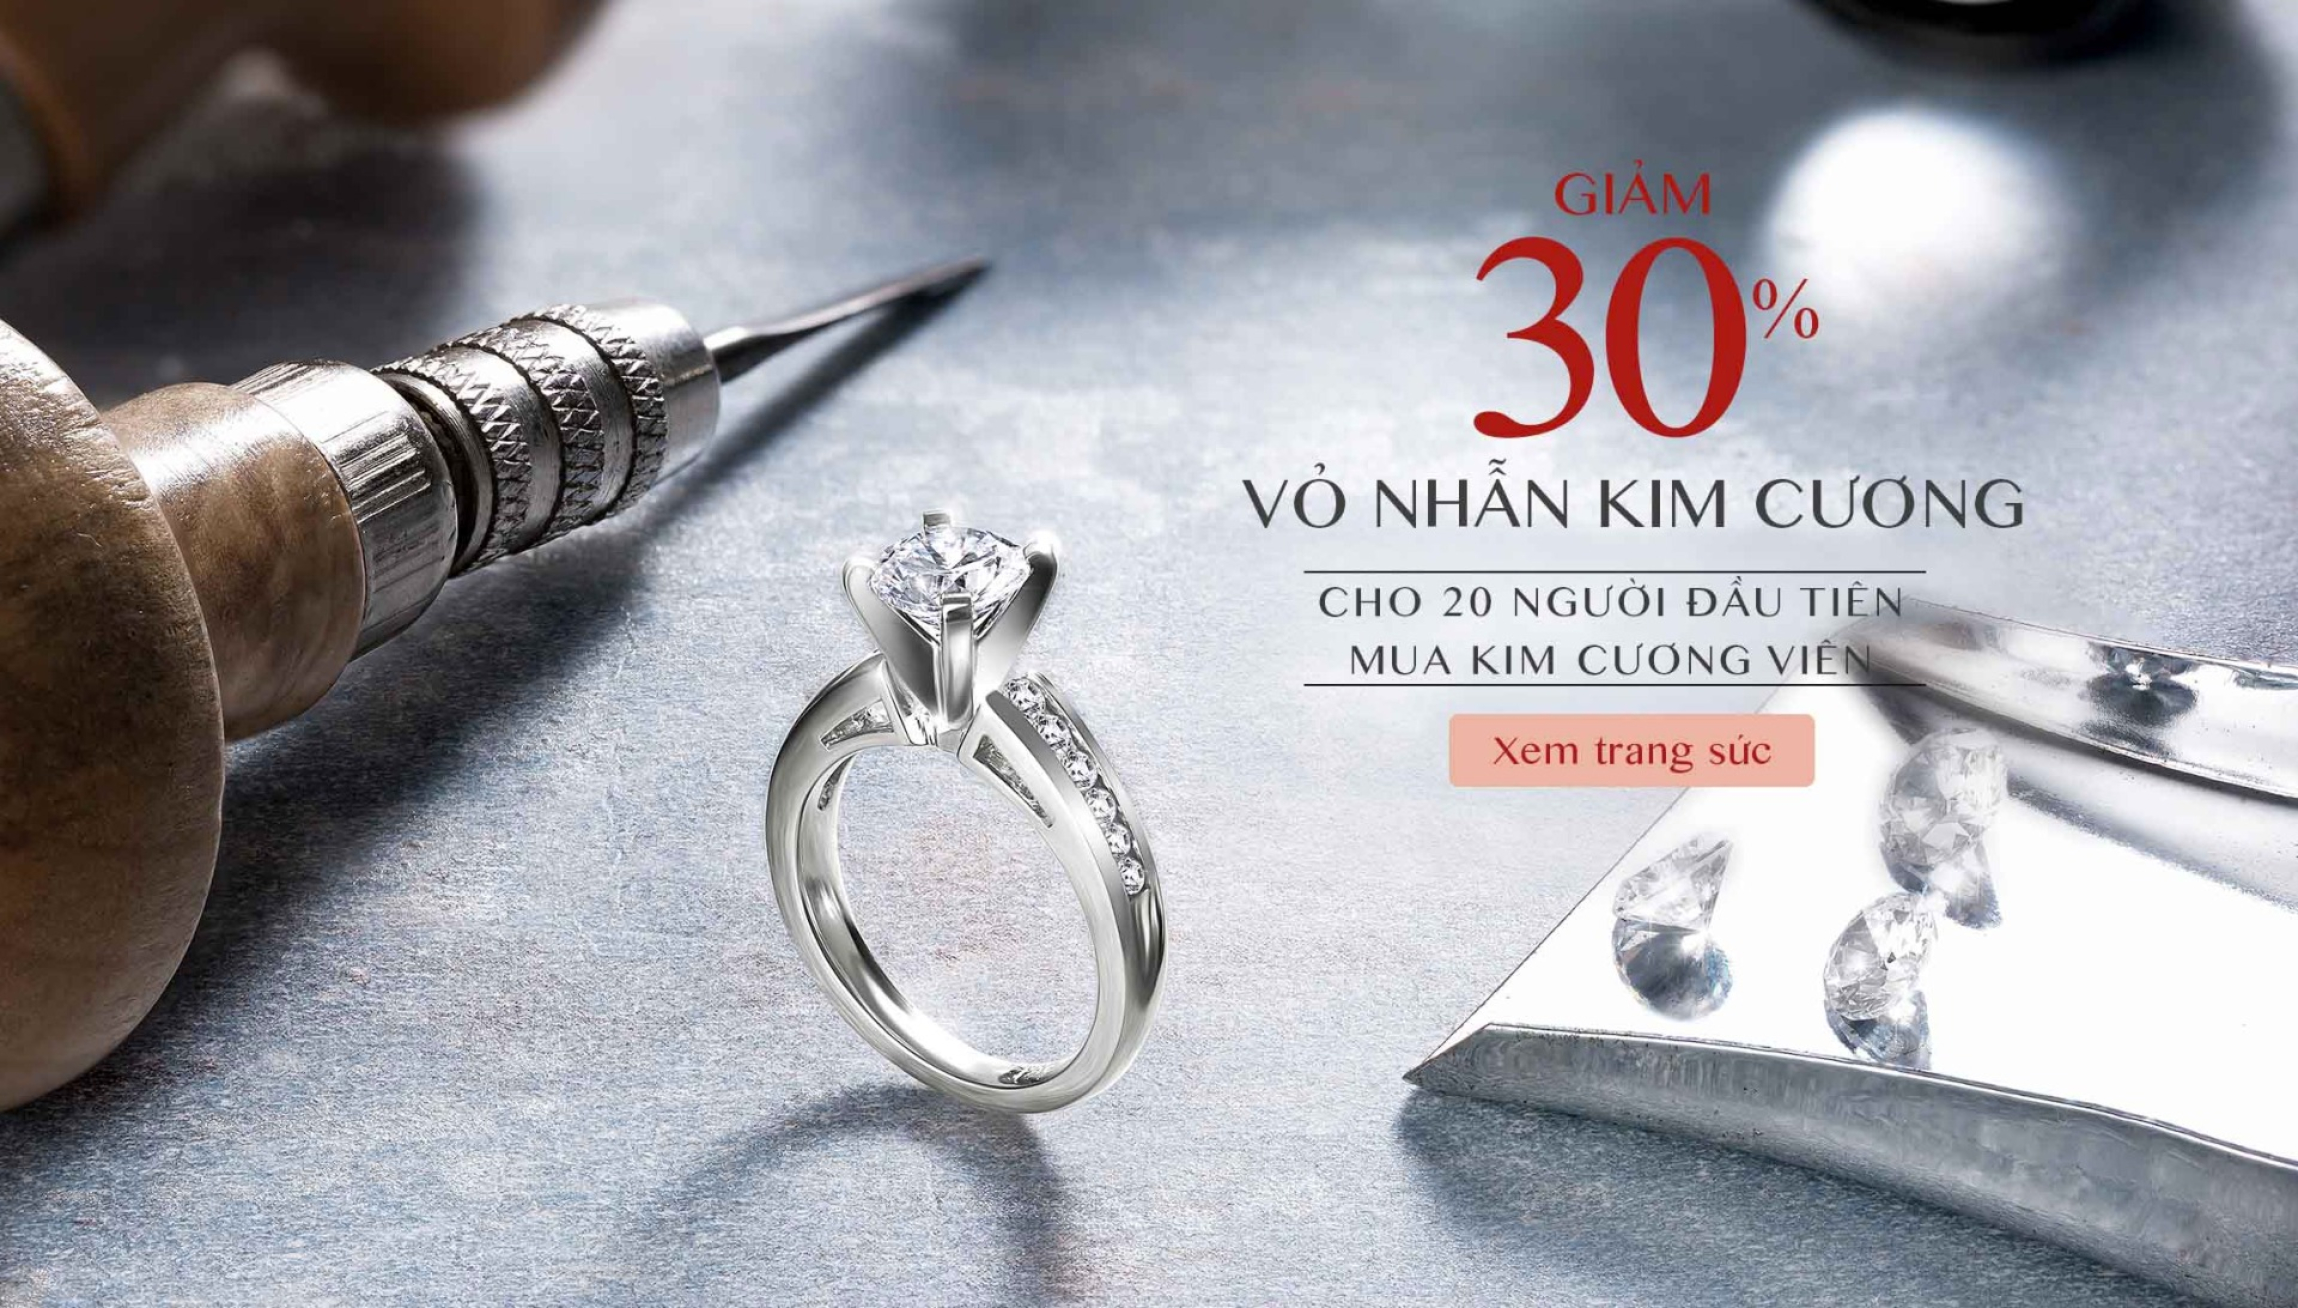 GIẢM
30%
VỎ NHẪN KIM CƯƠNG
CHO 20 NGƯỜI ĐẦU TIÊN
MUA KIM CƯƠNG VIÊN
Xem trang sức